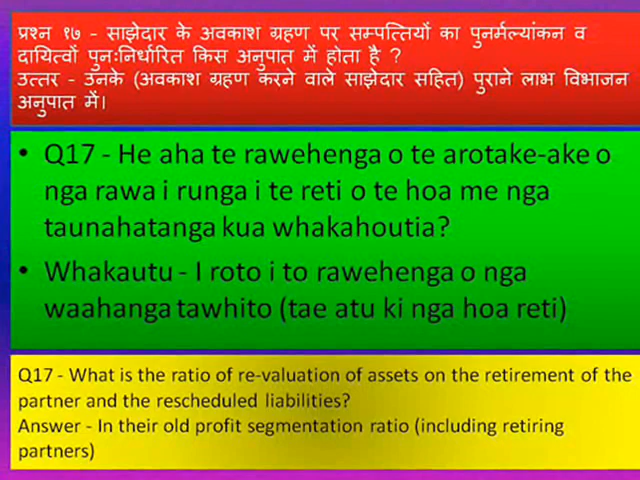 प्रश्न १७ - साझेदार के अवकाश ग्रहण पर सम्पत्तियों का पुनर्मल्यांकन व
दायित्वों पुनःनिर्धारित किस अनुपात में होता है ?
उत्तर - उनके (अवकाश ग्रहण करने वाले साझेदार सहित) पुराने लाभ विभाजन
अनुपात में।
• Q17 - He aha te rawehenga o te arotake-ake o
nga rawa i runga i te reti o te hoa me nga
taunahatanga kua whakahoutia?
• Whakautu - I roto i to rawehenga o nga
waahanga tawhito (tae atu ki nga hoa reti)
Q17 - What is the ratio of re-valuation of assets on the retirement of the
partner and the rescheduled liabilities?
Answer - In their old profit segmentation ratio (including retiring
partners)